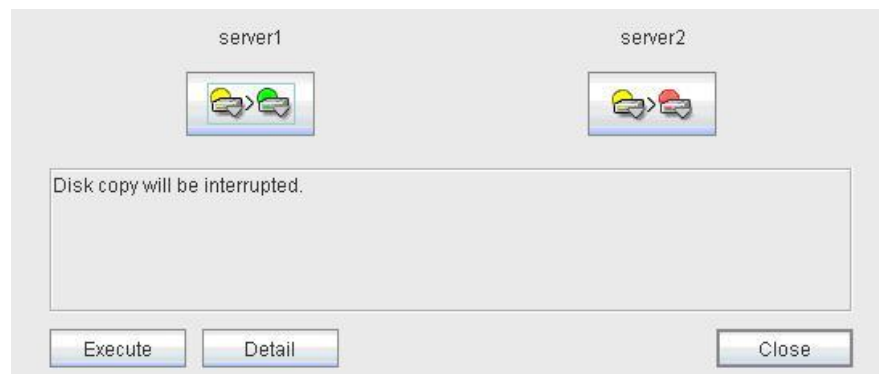 server1 server2
Disk copy will be interrupted.
Execute Detail Close